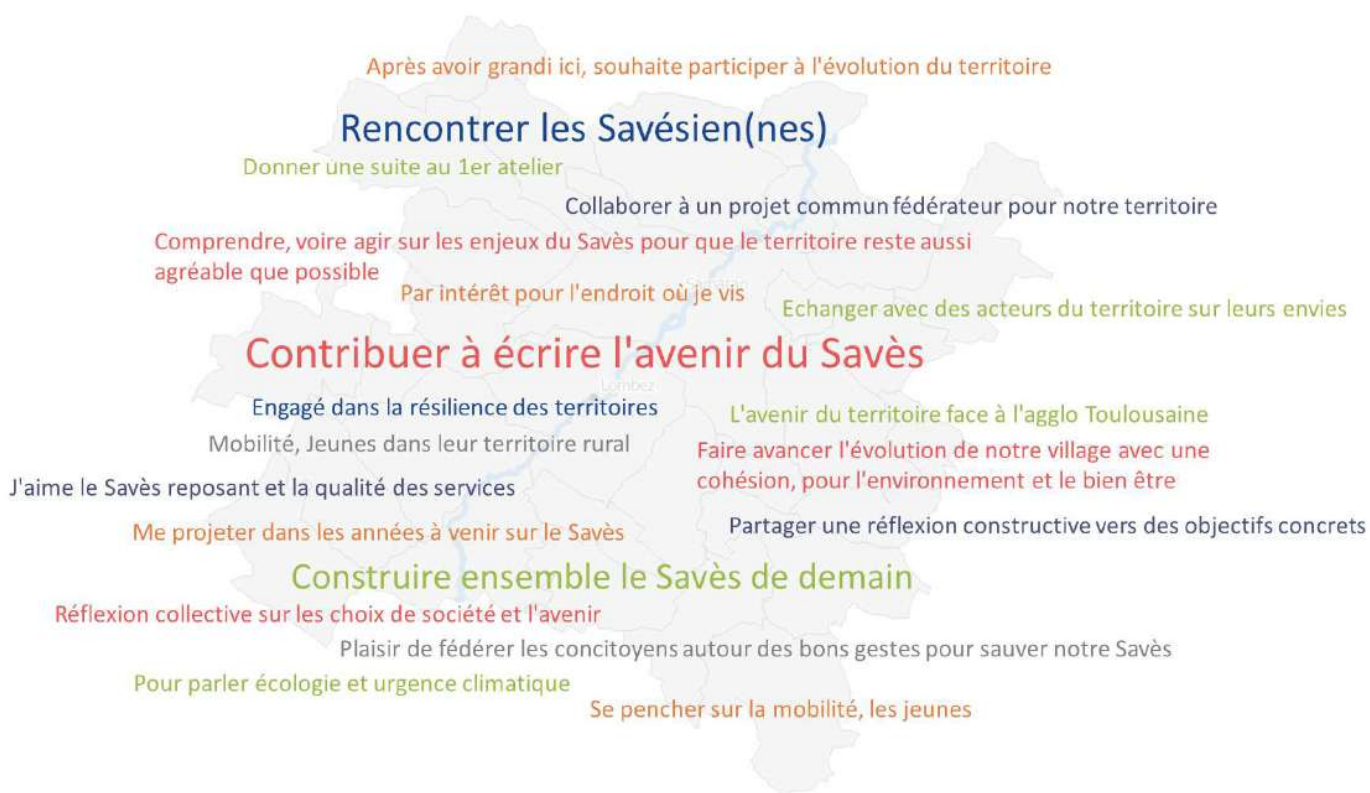 Après avoir grandi ici, souhaite participer à l'évolution du territoire
Rencontrer les Savésien(nes)
Donner une suite au 1er atelier
Collaborer à un projet commun fédérateur pour notre territoire
Comprendre, voire agir sur les enjeux du Savès pour que le territoire reste aussi
agréable que possible
Par intérêt pour l'endroit où je vis
Echanger avec des acteurs du territoire sur leurs envies
Contribuer à écrire l'avenir du Savès
Lombez
Engagé dans la résilience des territoires
L'avenir du territoire face à l'agglo Toulousaine
Mobilité, Jeunes dans leur territoire rural
Faire avancer l'évolution de notre village avec une
cohésion, pour l'environnement et le bien être
J'aime le Savès reposant et la qualité des services
Partager une réflexion constructive vers des objectifs concrets
Me projeter dans les années à venir sur le Savès
Construire ensemble le Savès de demain
Réflexion collective sur les choix de société et l'avenir
Plaisir de fédérer les concitoyens autour des bons gestes pour sauver notre Savès
Pour parler écologie et urgence climatique
Se pencher sur la mobilité, les jeunes